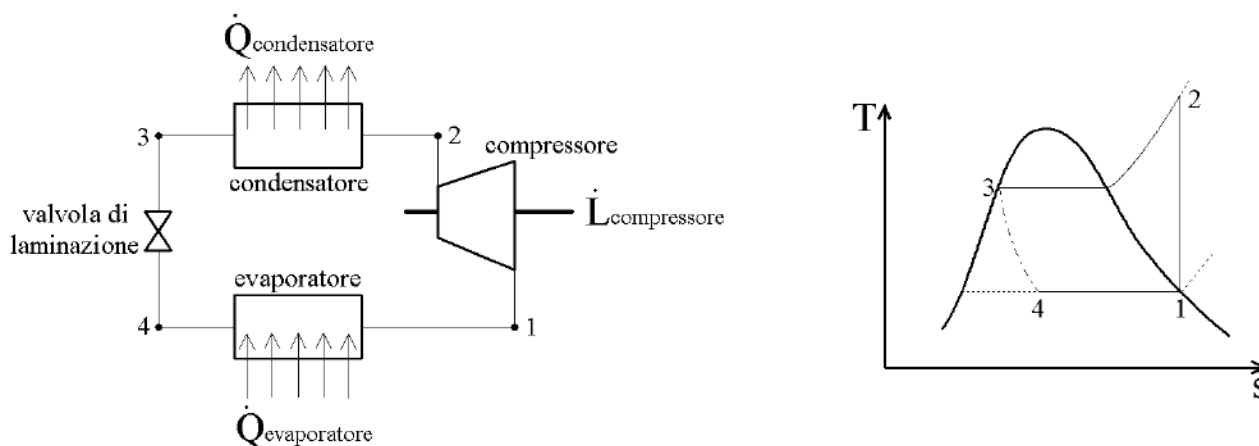 Q̇condensatore
3
2
condensatore
compressore
valvola di
laminazione
L̇compressore
evaporatore
4
1
Q̇evaporatore
T
2
3
4
1
s